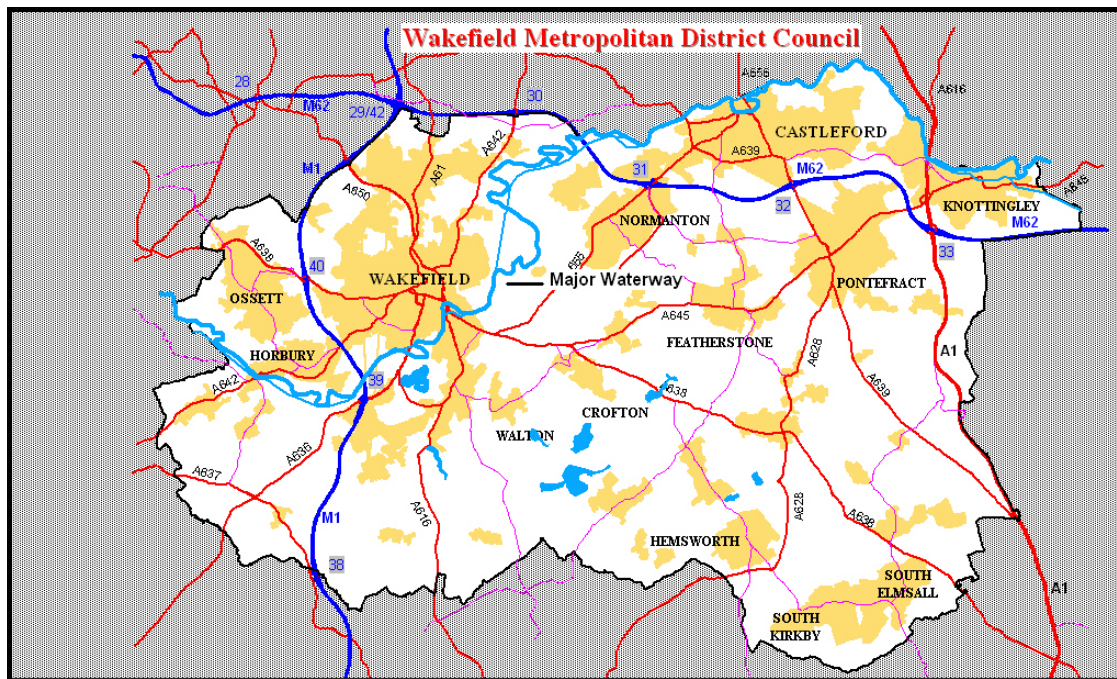 Wakefield Metropolitan District Council
28
M62
29/42
30
A656
A616
A642
A61
M1
A650
31
A639
CASTLEFORD
M62
32
A645
KNOTTINGLEY
M62
33
NORMANTON
A638
40
OSSETT
WAKEFIELD
Major Waterway
PONTEFRACT
A645
FEATHERSTONE
A628
A1
HORBURY
A642
39
A638
A639
CROFTON
WALTON
A636
A637
M1
A616
A628
A638
HEMSWORTH
38
SOUTH
ELMSALL
SOUTH
KIRKBY
A1